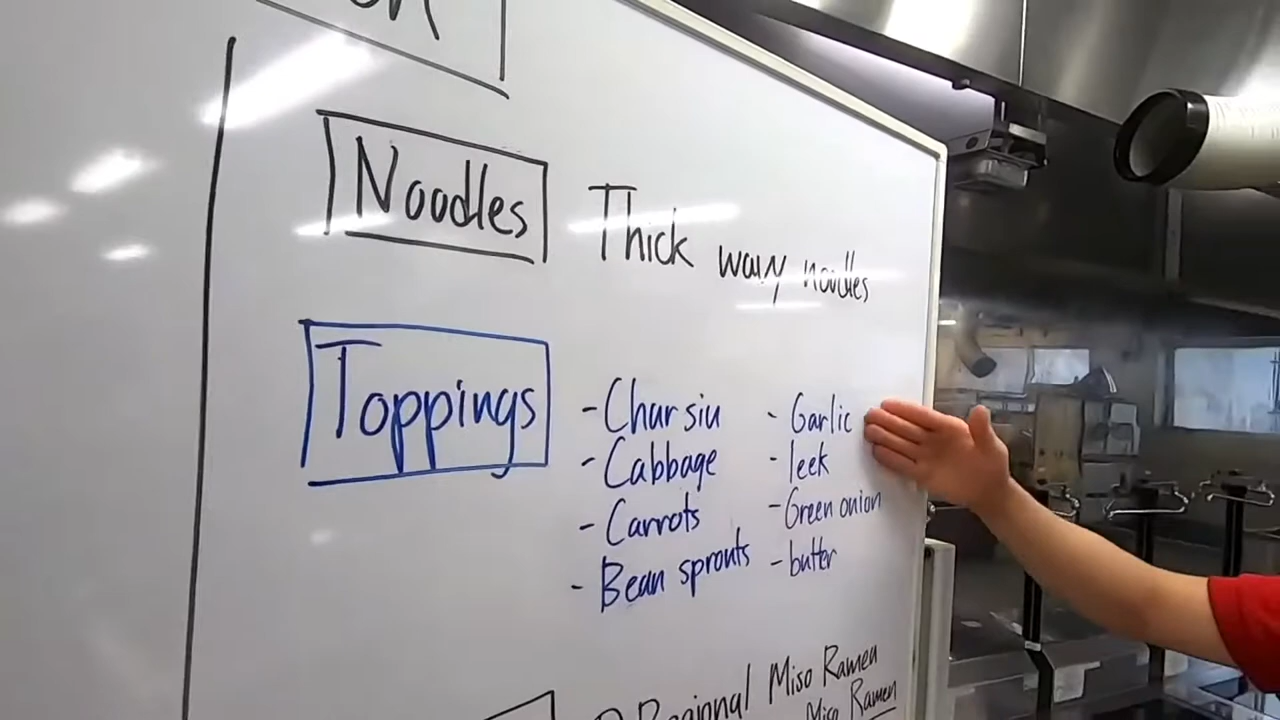 Noodles
Thick wavy noodles
Toppings
- Char siu
- Cabbage
- Carrots
- Bean sprouts
- Garlic
- leek
- Green onion
- butter
Regional Miso Ramen
Miso Ramen